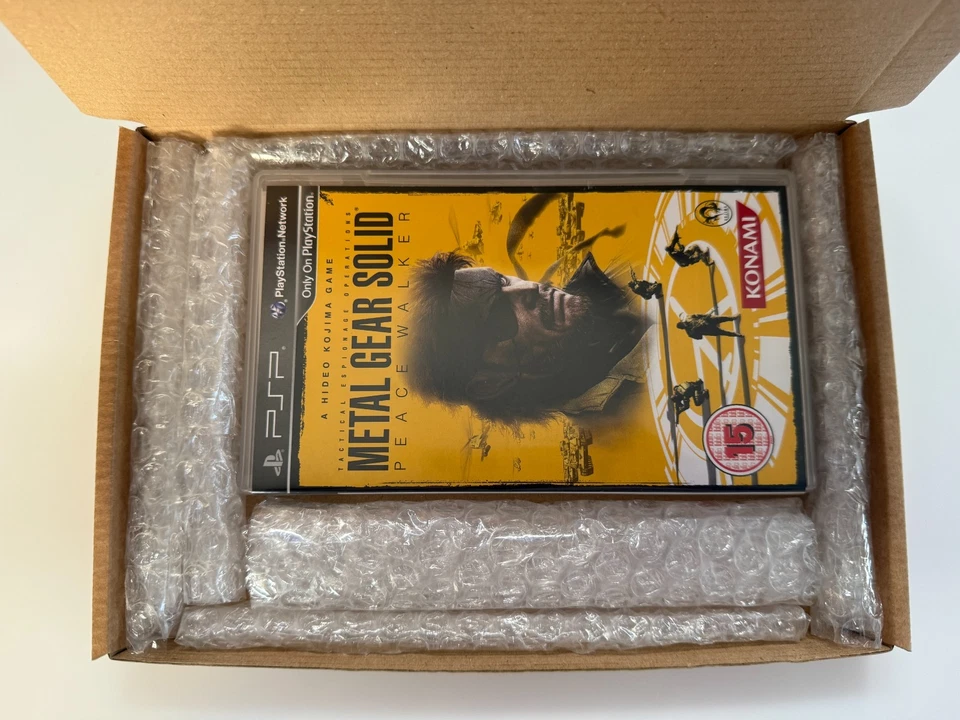 PSP
PlayStation.Network
Only On PlayStation.
A HIDEO KOJIMA GAME
TACTICAL ESPIONAGE OPERATIONS
METAL GEAR SOLID®
PEACE WALKER
KONAMI
15